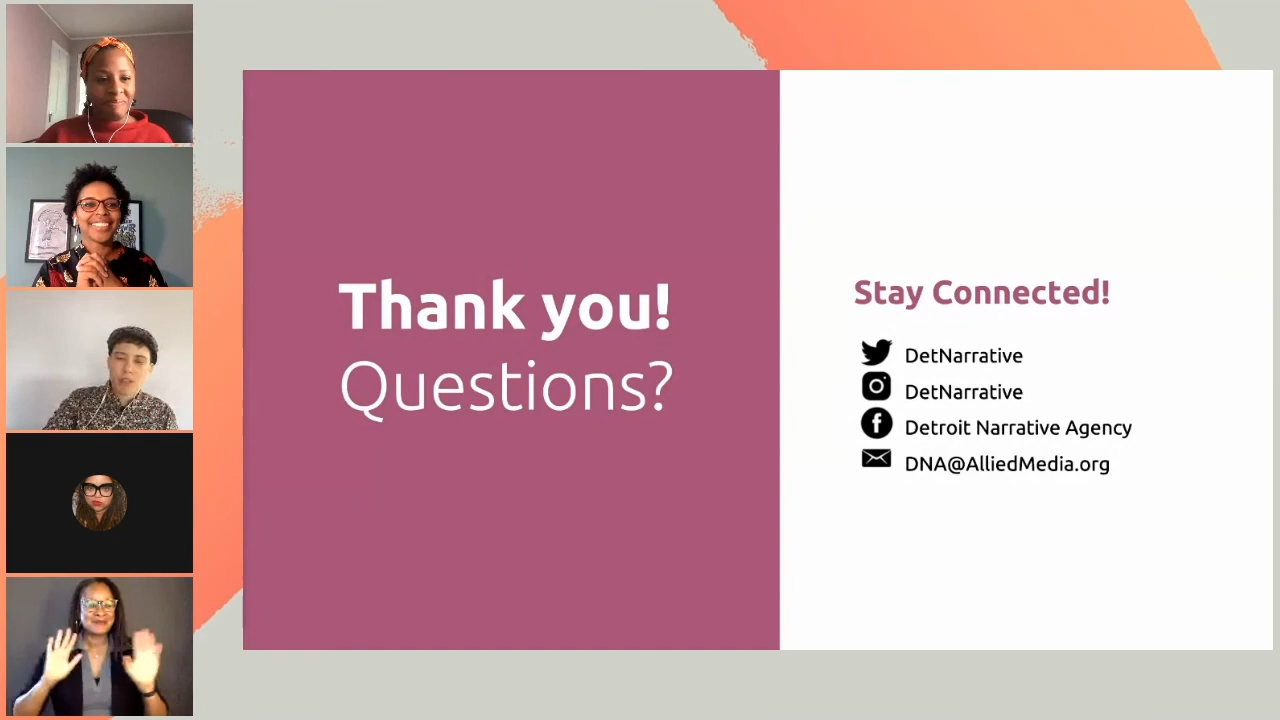 Thank you!
Questions?
Stay Connected!
DetNarrative
DetNarrative
Detroit Narrative Agency
DNA@AlliedMedia.org